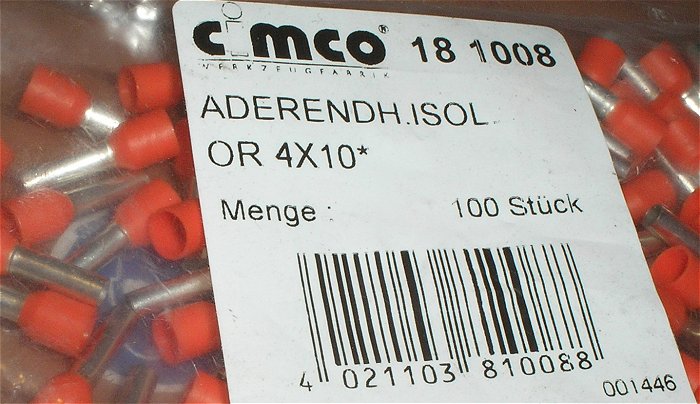 cimco® 18 1008
WERKZEUGFABRIK
ADERENDH.ISOL
OR 4X10*
Menge : 100 Stück
4 021103 810088
001446